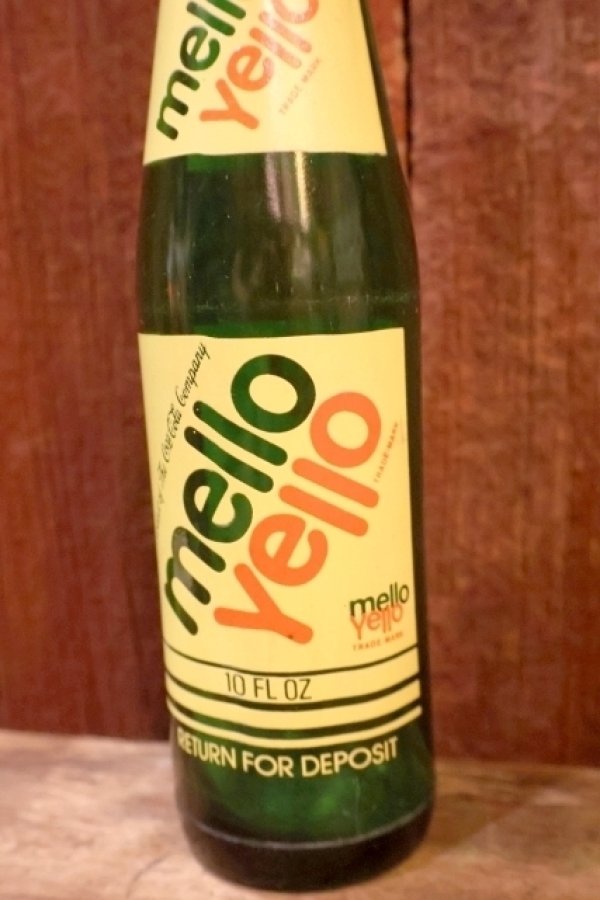 mello
yello
TRADE MARK
of The Coca-Cola Company
mello
yello
TRADE-MARK
mello
yello
TRADE MARK
10 FL OZ
RETURN FOR DEPOSIT